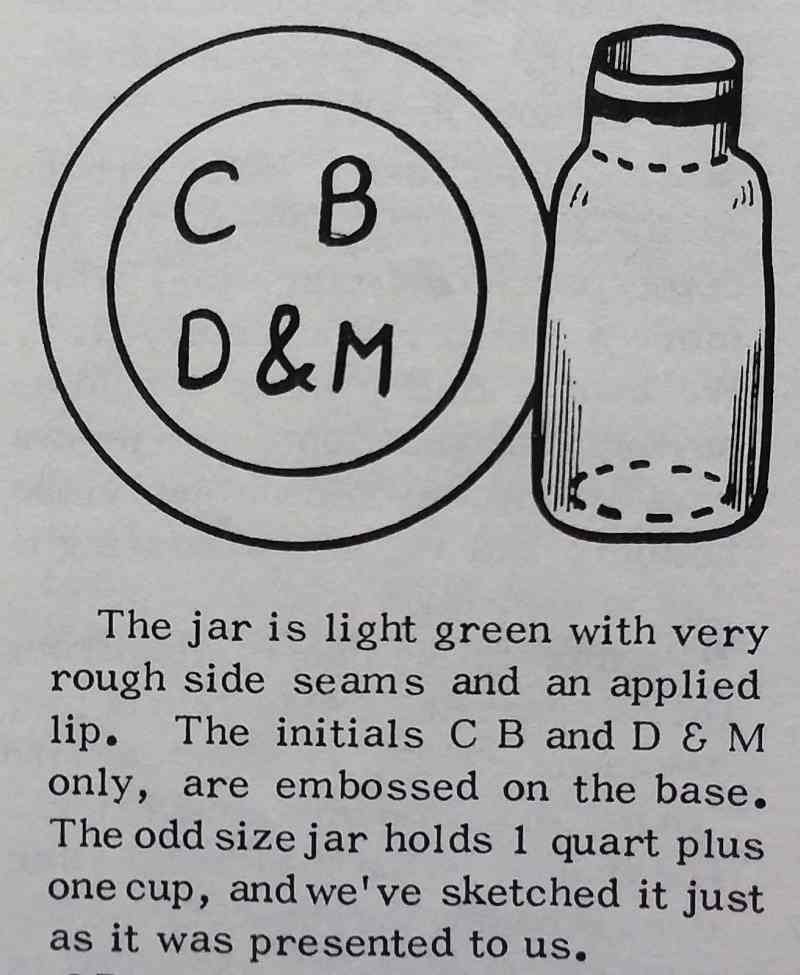 C B
D & M
The jar is light green with very
rough side seams and an applied
lip. The initials C B and D & M
only, are embossed on the base.
The odd size jar holds 1 quart plus
one cup, and we've sketched it just
as it was presented to us.